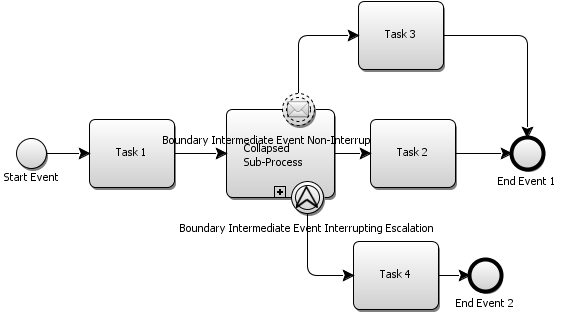 Task 3
Boundary Intermediate Event Non-Interrup
Task 1
Collapsed
Sub-Process
Task 2
Start Event
End Event 1
Boundary Intermediate Event Interrupting Escalation
Task 4
End Event 2